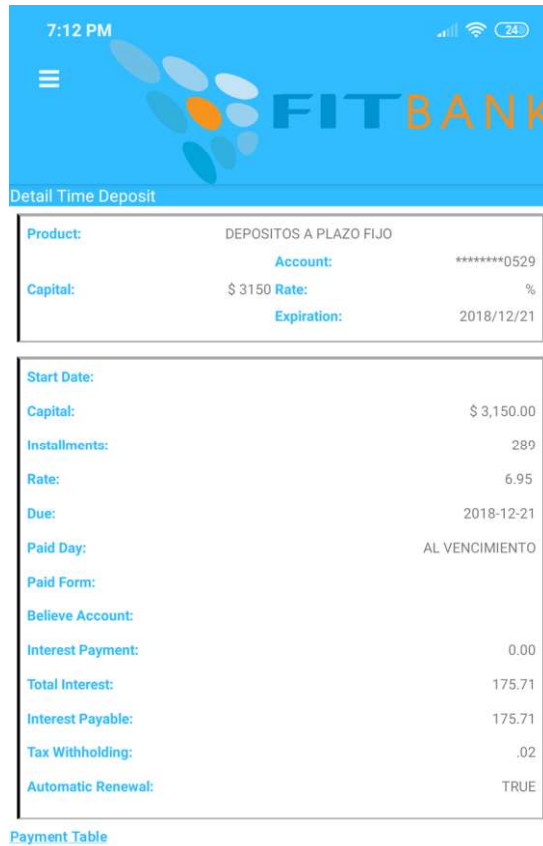 7:12 PM 24
FITBANK
Detail Time Deposit
Product: DEPOSITOS A PLAZO FIJO
Account: ********0529
Capital: $ 3150 Rate: %
Expiration: 2018/12/21
Start Date:
Capital: $ 3,150.00
Installments: 289
Rate: 6.95
Due: 2018-12-21
Paid Day: AL VENCIMIENTO
Paid Form:
Believe Account:
Interest Payment: 0.00
Total Interest: 175.71
Interest Payable: 175.71
Tax Withholding: .02
Automatic Renewal: TRUE
Payment Table